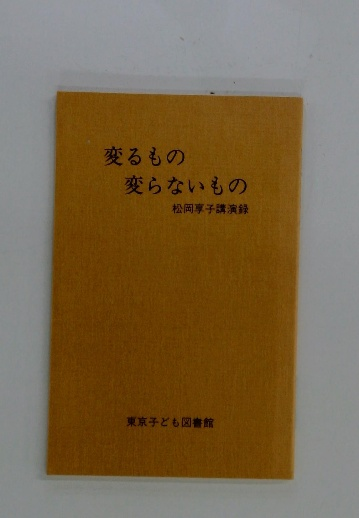 変るもの
変らないもの
松岡享子講演録
東京子ども図書館